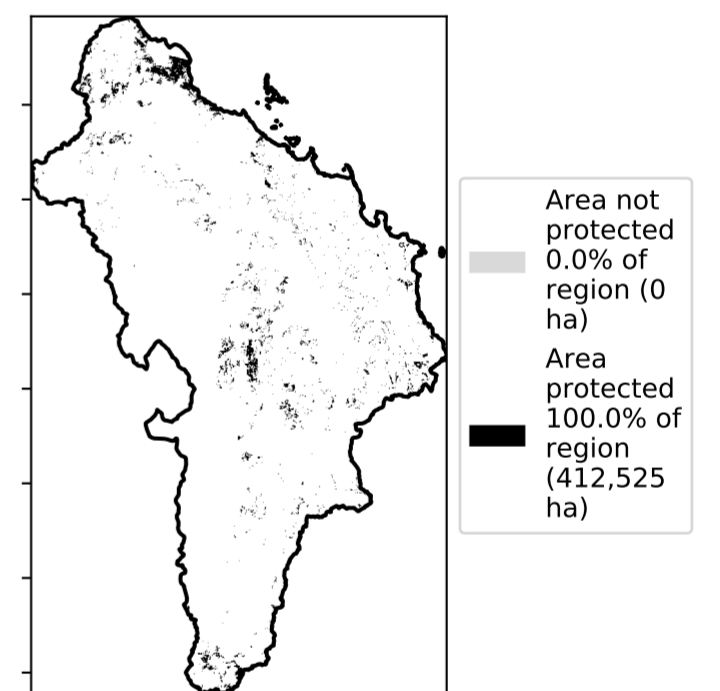 Area not
protected
0.0% of
region (0
ha)
Area
protected
100.0% of
region
(412,525
ha)